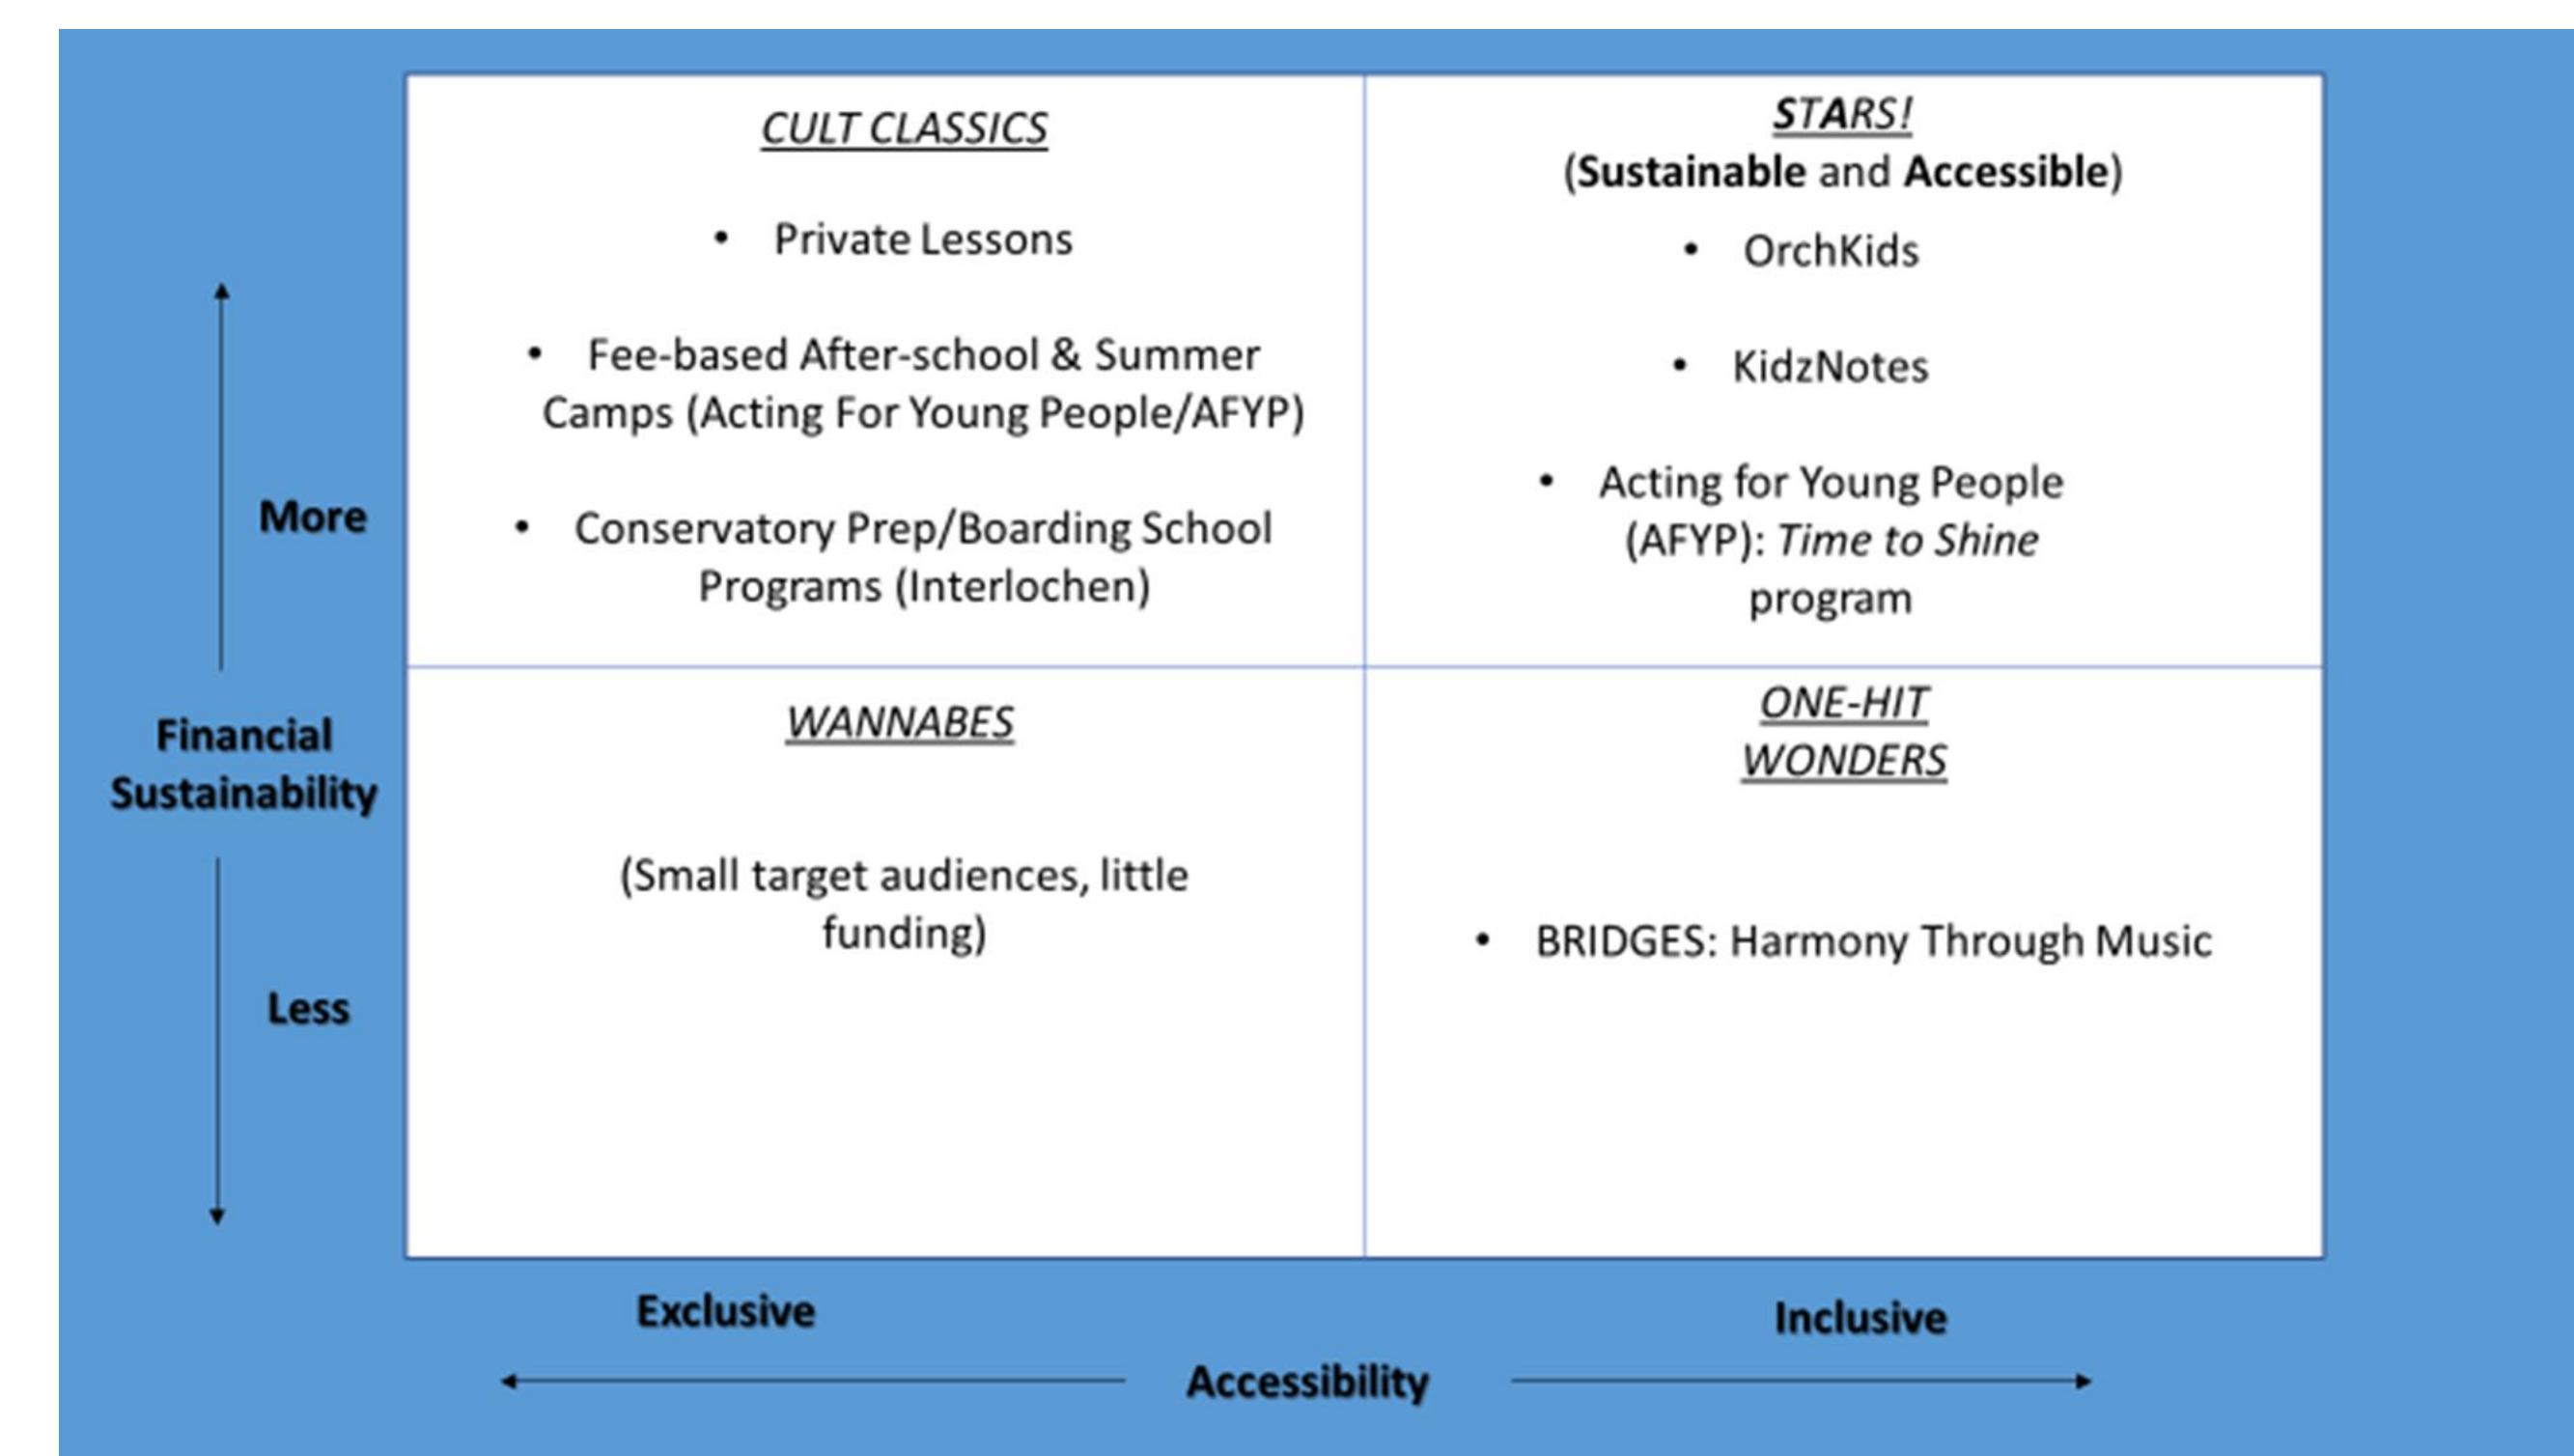 CULT CLASSICS
• Private Lessons
• Fee-based After-school & Summer
Camps (Acting For Young People/AFYP)
• Conservatory Prep/Boarding School
Programs (Interlochen)
STARS!
(Sustainable and Accessible)
• OrchKids
• KidzNotes
• Acting for Young People
(AFYP): Time to Shine
program
WANNABES
(Small target audiences, little
funding)
ONE-HIT
WONDERS
• BRIDGES: Harmony Through Music
More
Financial
Sustainability
Less
Exclusive
Inclusive
Accessibility